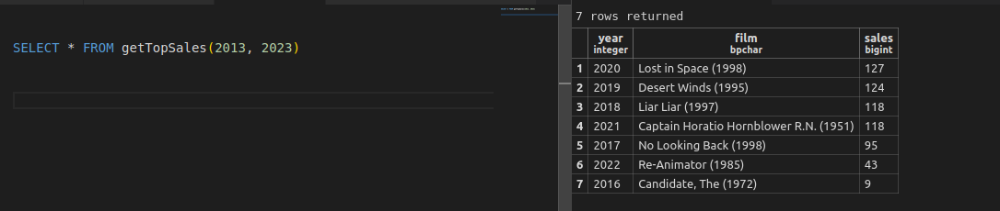 SELECT * FROM getTopSales(2013, 2023)
7 rows returned
year film sales
integer bpchar bigint
1 2020 Lost in Space (1998) 127
2 2019 Desert Winds (1995) 124
3 2018 Liar Liar (1997) 118
4 2021 Captain Horatio Hornblower R.N. (1951) 118
5 2017 No Looking Back (1998) 95
6 2022 Re-Animator (1985) 43
7 2016 Candidate, The (1972) 9